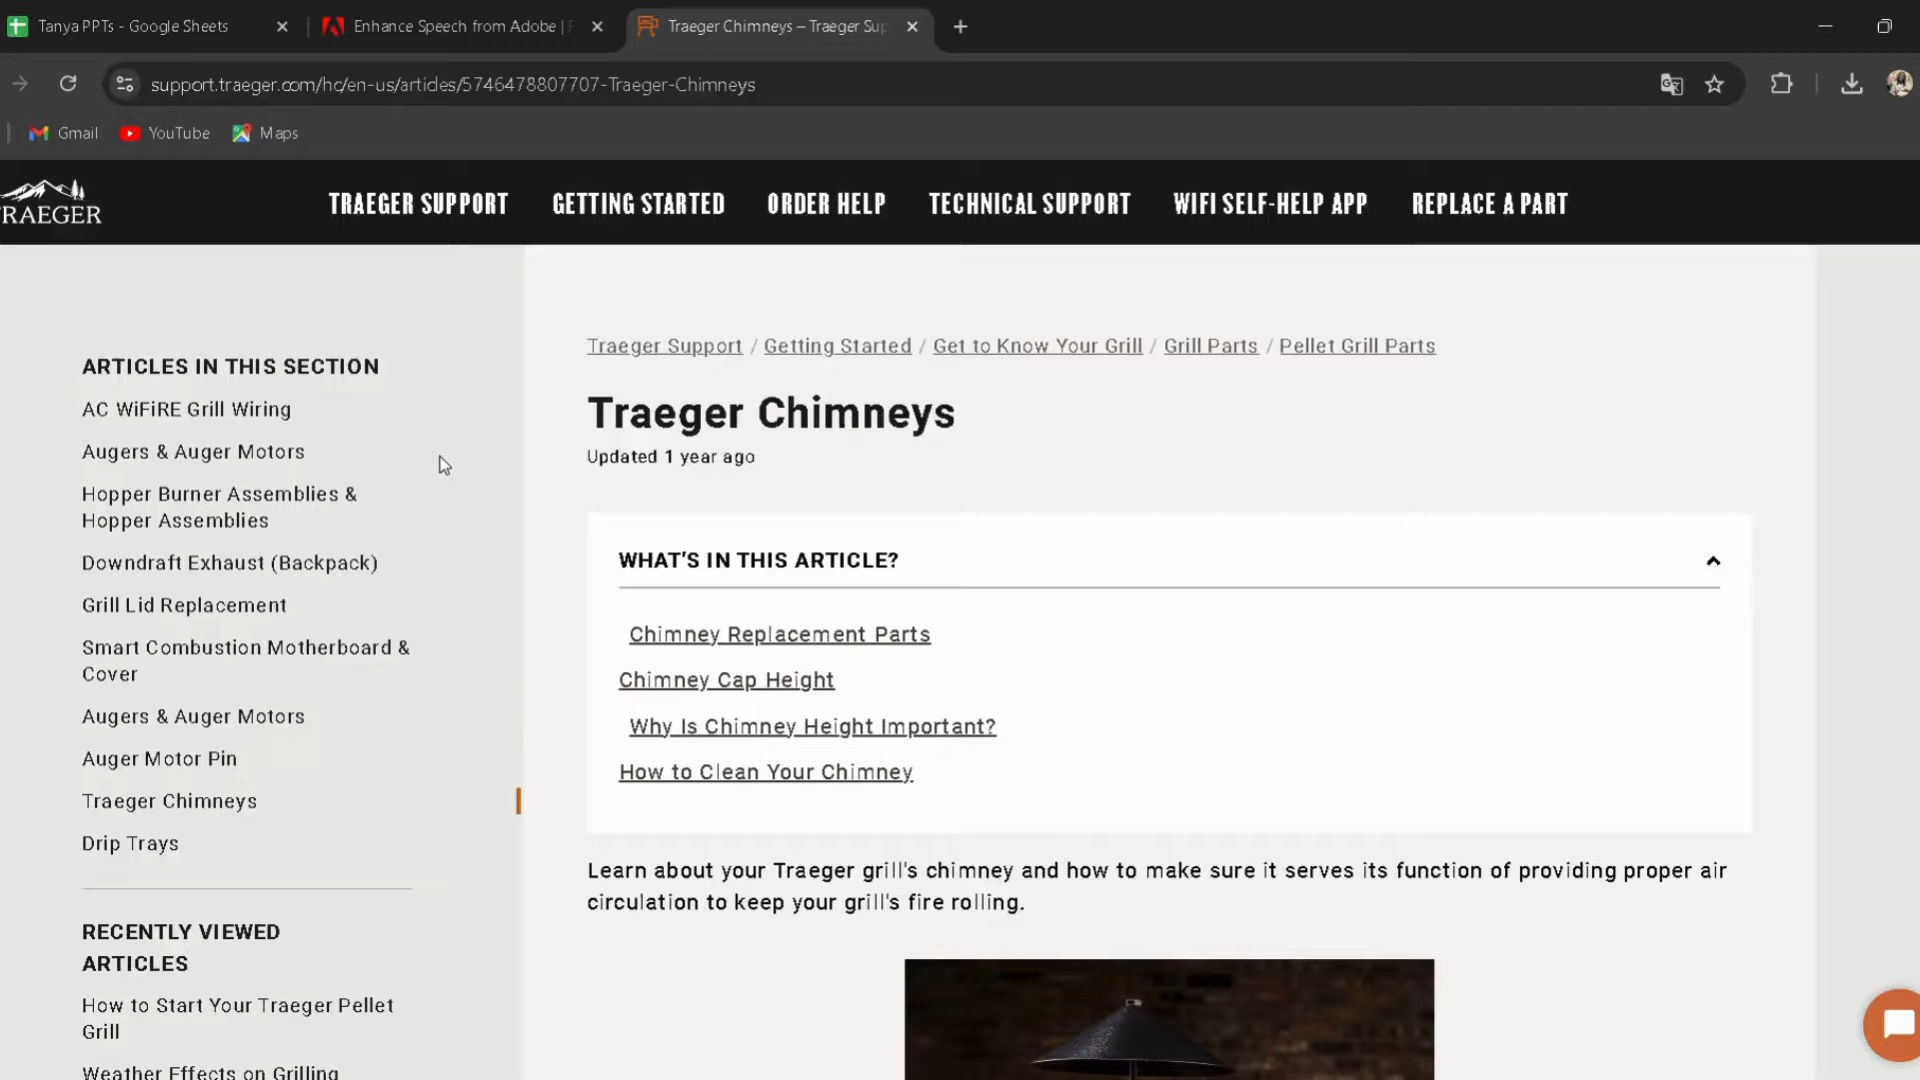 Tanya PPTs - Google Sheets
Enhance Speech from Adobe |
Traeger Chimneys – Traeger Sup
support.traeger.com/hc/en-us/articles/5746478807707-Traeger-Chimneys
Gmail
YouTube
Maps
TRAEGER
TRAEGER SUPPORT
GETTING STARTED
ORDER HELP
TECHNICAL SUPPORT
WIFI SELF-HELP APP
REPLACE A PART
ARTICLES IN THIS SECTION
AC WiFiRE Grill Wiring
Augers & Auger Motors
Hopper Burner Assemblies &
Hopper Assemblies
Downdraft Exhaust (Backpack)
Grill Lid Replacement
Smart Combustion Motherboard &
Cover
Augers & Auger Motors
Auger Motor Pin
Traeger Chimneys
Drip Trays
RECENTLY VIEWED
ARTICLES
How to Start Your Traeger Pellet
Grill
Weather Effects on Grilling
Traeger Support / Getting Started / Get to Know Your Grill / Grill Parts / Pellet Grill Parts
Traeger Chimneys
Updated 1 year ago
WHAT'S IN THIS ARTICLE?
Chimney Replacement Parts
Chimney Cap Height
Why Is Chimney Height Important?
How to Clean Your Chimney
Learn about your Traeger grill's chimney and how to make sure it serves its function of providing proper air
circulation to keep your grill's fire rolling.